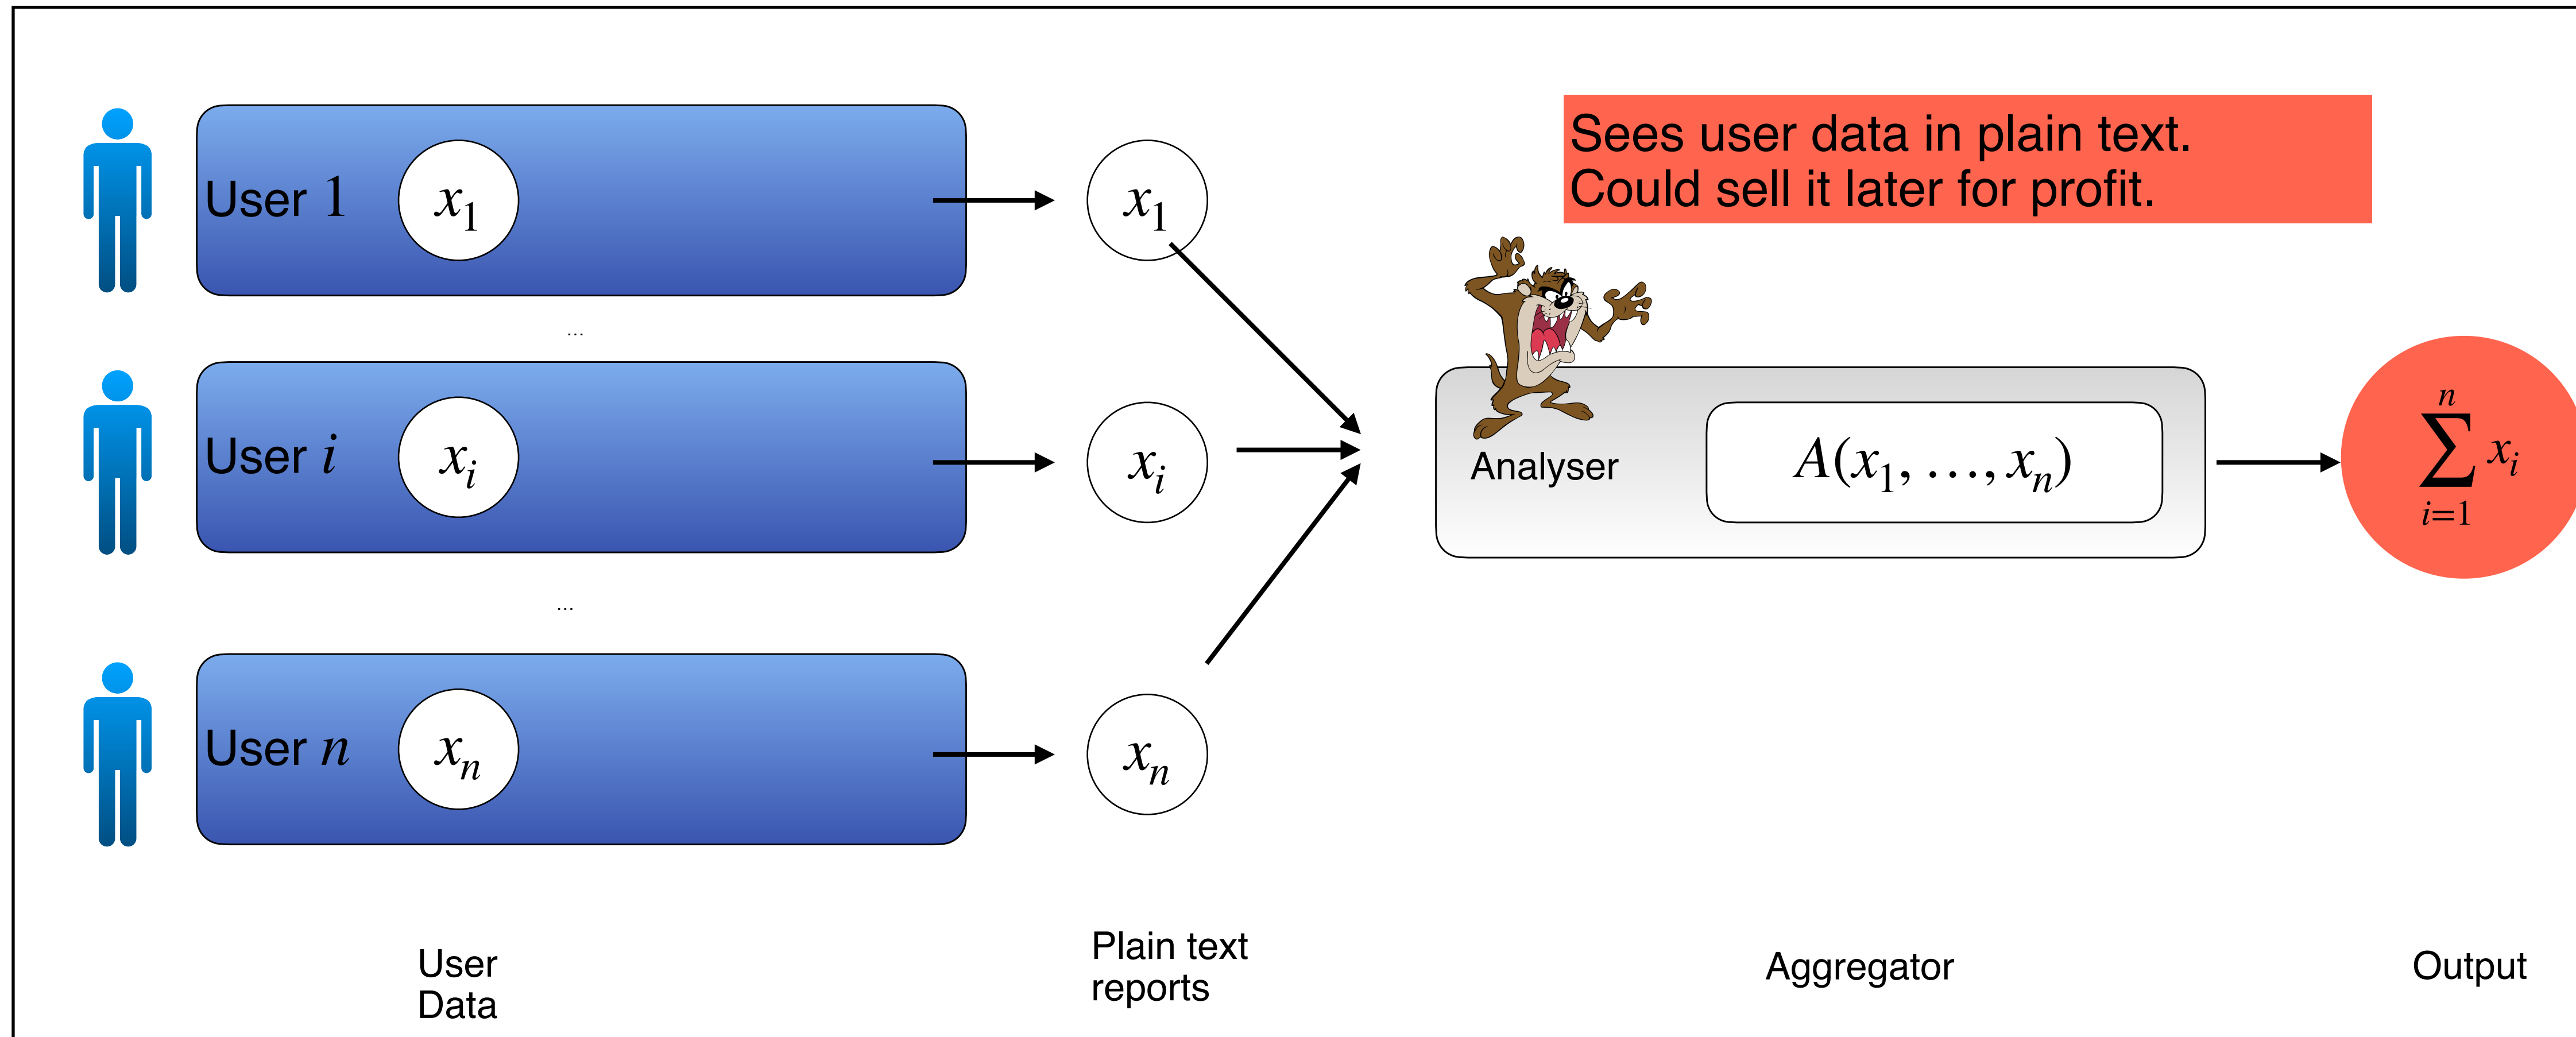 Sees user data in plain text.
Could sell it later for profit.
User 1 x₁
x₁
...
User i xᵢ
xᵢ
Analyser
A(x₁, …, xₙ)
∑ⁿᵢ₌₁ xᵢ
...
User n xₙ
xₙ
User
Data
Plain text
reports
Aggregator
Output